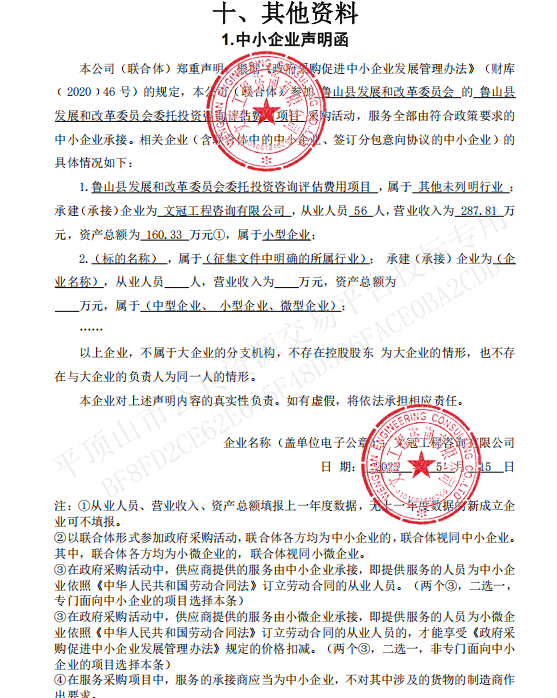 十、其他资料
1.中小企业声明函
本公司（联合体）郑重声明，根据《政府采购促进中小企业发展管理办法》（财库
﹝2020﹞46号）的规定，本公司（联合体）参加 鲁山县发展和改革委员会 的 鲁山县
发展和改革委员会委托投资咨询评估费用项目 采购活动，服务全部由符合政策要求的
中小企业承接。相关企业（含联合体中的中小企业、签订分包意向协议的中小企业）的
具体情况如下：
1.鲁山县发展和改革委员会委托投资咨询评估费用项目 ，属于 其他未列明行业 ；
承建（承接）企业为 文冠工程咨询有限公司 ，从业人员 56 人，营业收入为 287.81 万
元，资产总额为 160.33 万元①，属于 小型企业；
2. （标的名称） ，属于（征集文件中明确的所属行业）； 承建（承接）企业为（企
业名称），从业人员 人，营业收入为 万元，资产总额为
万元，属于（中型企业、 小型企业、微型企业）；
……
以上企业，不属于大企业的分支机构，不存在控股股东 为大企业的情形，也不存
在与大企业的负责人为同一人的情形。
本企业对上述声明内容的真实性负责。如有虚假，将依法承担相应责任。
企业名称（盖单位电子公章）：文冠工程咨询有限公司
日 期： 5 月 15 日
注：①从业人员、营业收入、资产总额填报上一年度数据，无上一年度数据的新成立企
业可不填报。
②以联合体形式参加政府采购活动，联合体各方均为中小企业的，联合体视同中小企业。
其中，联合体各方均为小微企业的，联合体视同小微企业。
③在政府采购活动中，供应商提供的服务由中小企业承接，即提供服务的人员为中小企
业依照《中华人民共和国劳动合同法》订立劳动合同的从业人员。（两个③，二选一，
专门面向中小企业的项目选择本条）
③在政府采购活动中，供应商提供的服务由小微企业承接，即提供服务的人员为小微企
业依照《中华人民共和国劳动合同法》订立劳动合同的从业人员的，才能享受《政府采
购促进中小企业发展管理办法》规定的价格扣减。（两个③，二选一，非专门面向中小企
业的项目选择本条）
④在服务采购项目中，服务的承接商应当为中小企业，不对其中涉及的货物的制造商作
出要求。